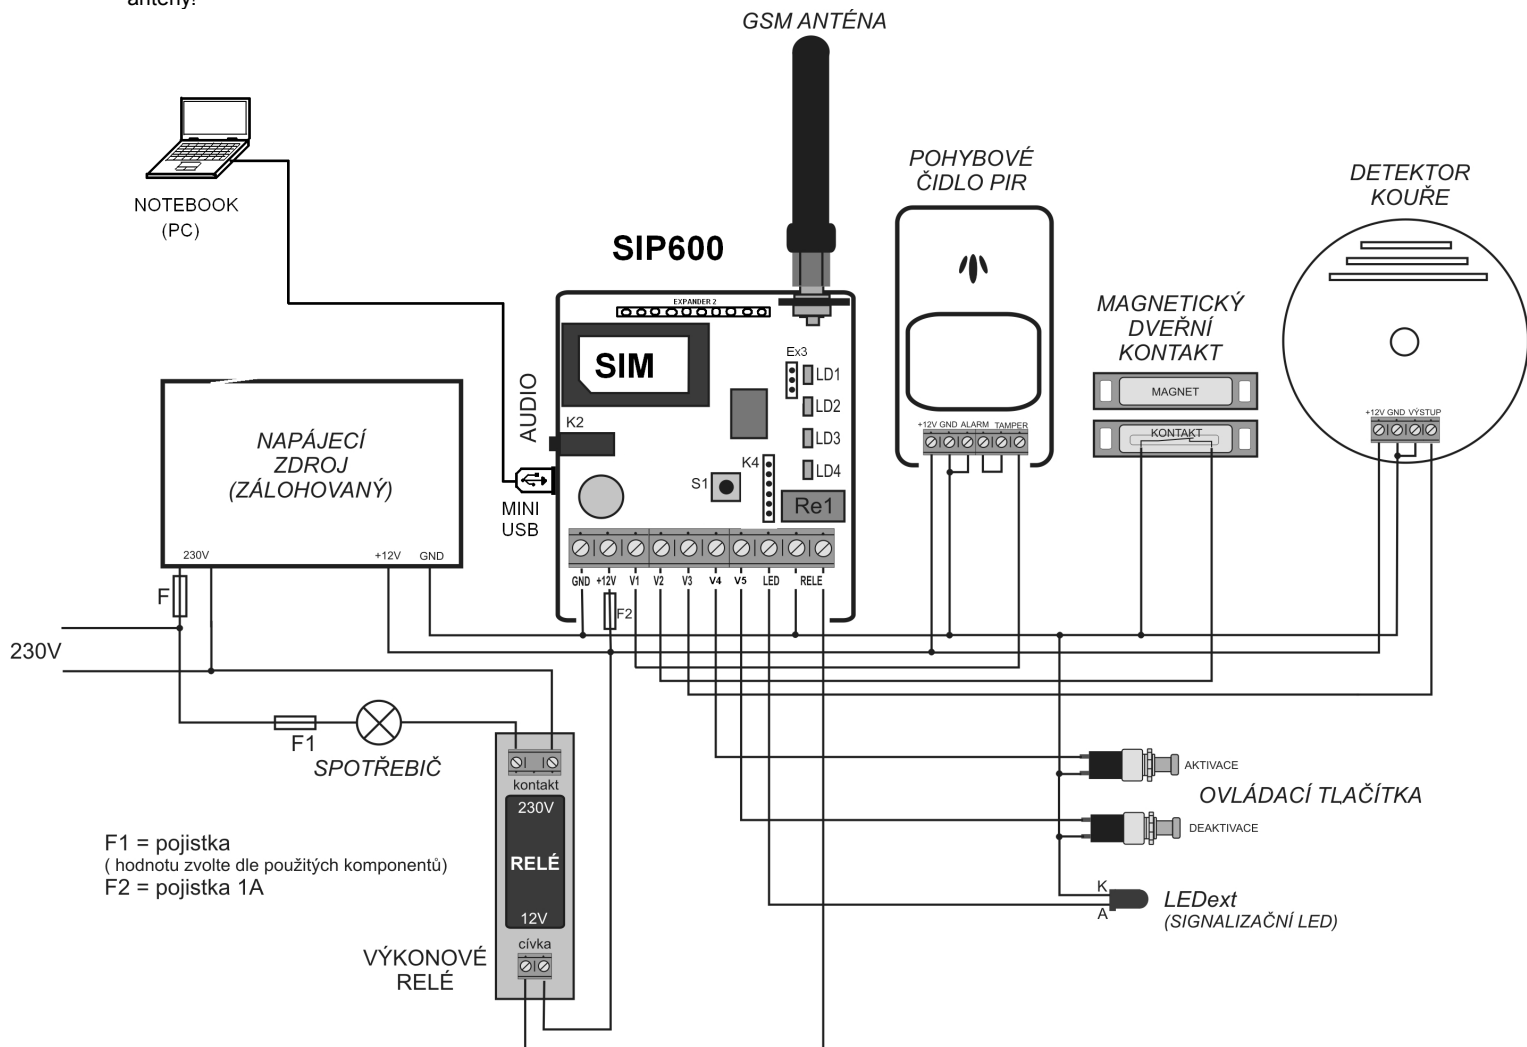 antény!
GSM ANTÉNA
NOTEBOOK
(PC)
SIP600
EXPANDER 2
SIM
Ex3
LD1
LD2
LD3
LD4
AUDIO
K2
K4
S1
Re1
MINI
USB
GND +12V V1 V2 V3 V4 V5 LED RELE
F2
POHYBOVÉ
ČIDLO PIR
+12V GND ALARM TAMPER
MAGNETICKÝ
DVEŘNÍ
KONTAKT
MAGNET
KONTAKT
DETEKTOR
KOUŘE
+12V GND VÝSTUP
NAPÁJECÍ
ZDROJ
(ZÁLOHOVANÝ)
230V +12V GND
F
230V
F1
SPOTŘEBIČ
kontakt
230V
RELÉ
12V
cívka
VÝKONOVÉ
RELÉ
F1 = pojistka
( hodnotu zvolte dle použitých komponentů)
F2 = pojistka 1A
AKTIVACE
OVLÁDACÍ TLAČÍTKA
DEAKTIVACE
K
A
LEDext
(SIGNALIZAČNÍ LED)